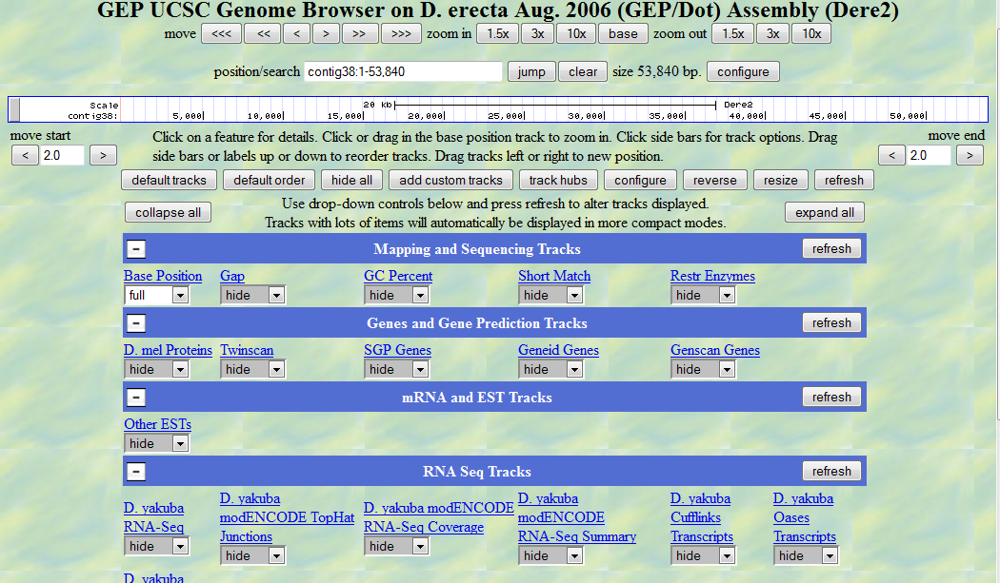 GEP UCSC Genome Browser on D. erecta Aug. 2006 (GEP/Dot) Assembly (Dere2)
move <<< << < > >> >>> zoom in 1.5x 3x 10x base zoom out 1.5x 3x 10x
position/search contig38:1-53,840 jump clear size 53,840 bp. configure
Scale 20 kb Dere2
contig38: 5,000 10,000 15,000 20,000 25,000 30,000 35,000 40,000 45,000 50,000
move start Click on a feature for details. Click or drag in the base position track to zoom in. Click side bars for track options. Drag move end
< 2.0 > side bars or labels up or down to reorder tracks. Drag tracks left or right to new position. < 2.0 >
default tracks default order hide all add custom tracks track hubs configure reverse resize refresh
collapse all Use drop-down controls below and press refresh to alter tracks displayed. expand all
Tracks with lots of items will automatically be displayed in more compact modes.
- Mapping and Sequencing Tracks refresh
Base Position Gap GC Percent Short Match Restr Enzymes
full hide hide hide hide
- Genes and Gene Prediction Tracks refresh
D. mel Proteins Twinscan SGP Genes Geneid Genes Genscan Genes
hide hide hide hide hide
- mRNA and EST Tracks refresh
Other ESTs
hide
- RNA Seq Tracks refresh
D. yakuba
RNA-Seq
hide
D. yakuba
modENCODE TopHat
Junctions
hide
D. yakuba modENCODE
RNA-Seq Coverage
hide
D. yakuba
modENCODE
RNA-Seq Summary
hide
D. yakuba
Cufflinks
Transcripts
hide
D. yakuba
Oases
Transcripts
hide
D. yakuba